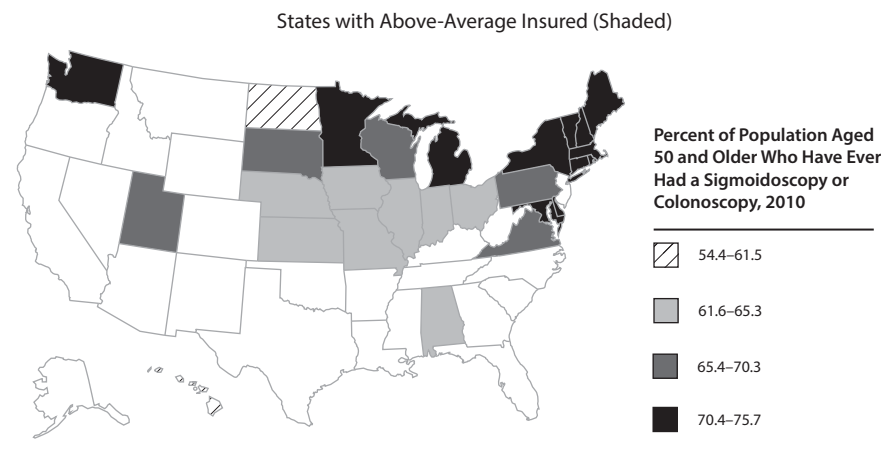 States with Above-Average Insured (Shaded)
Percent of Population Aged
50 and Older Who Have Ever
Had a Sigmoidoscopy or
Colonoscopy, 2010
54.4–61.5
61.6–65.3
65.4–70.3
70.4–75.7